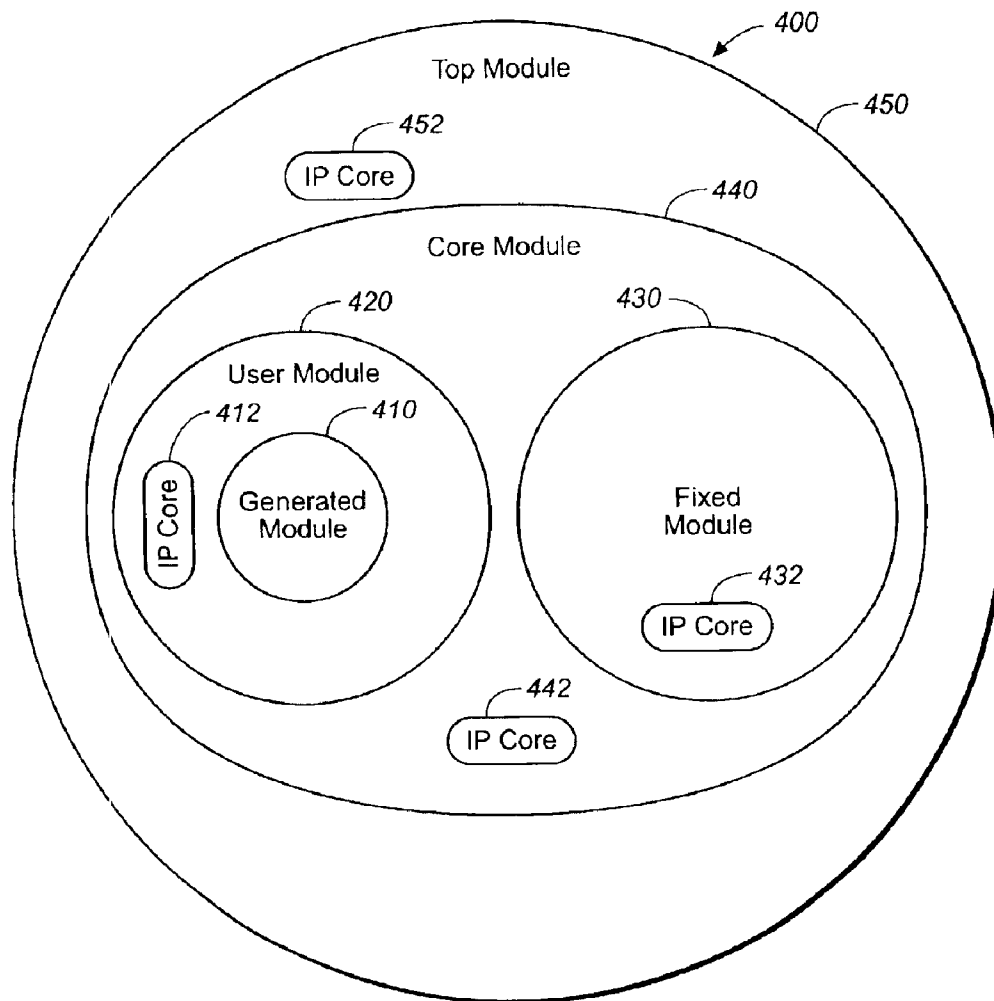 400
Top Module
450
452
IP Core
440
Core Module
420
430
User Module
412
410
IP Core
Generated
Module
Fixed
Module
432
IP Core
442
IP Core